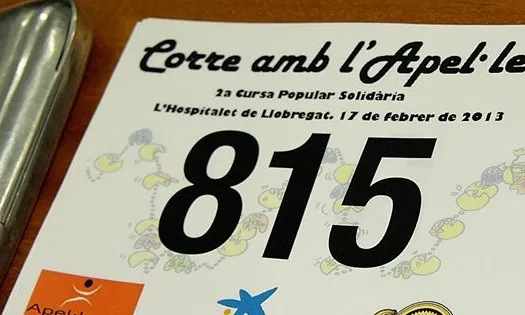 Corre amb l'Apel·le
2a Cursa Popular Solidària
L'Hospitalet de Llobregat, 17 de febrer de 2013
815